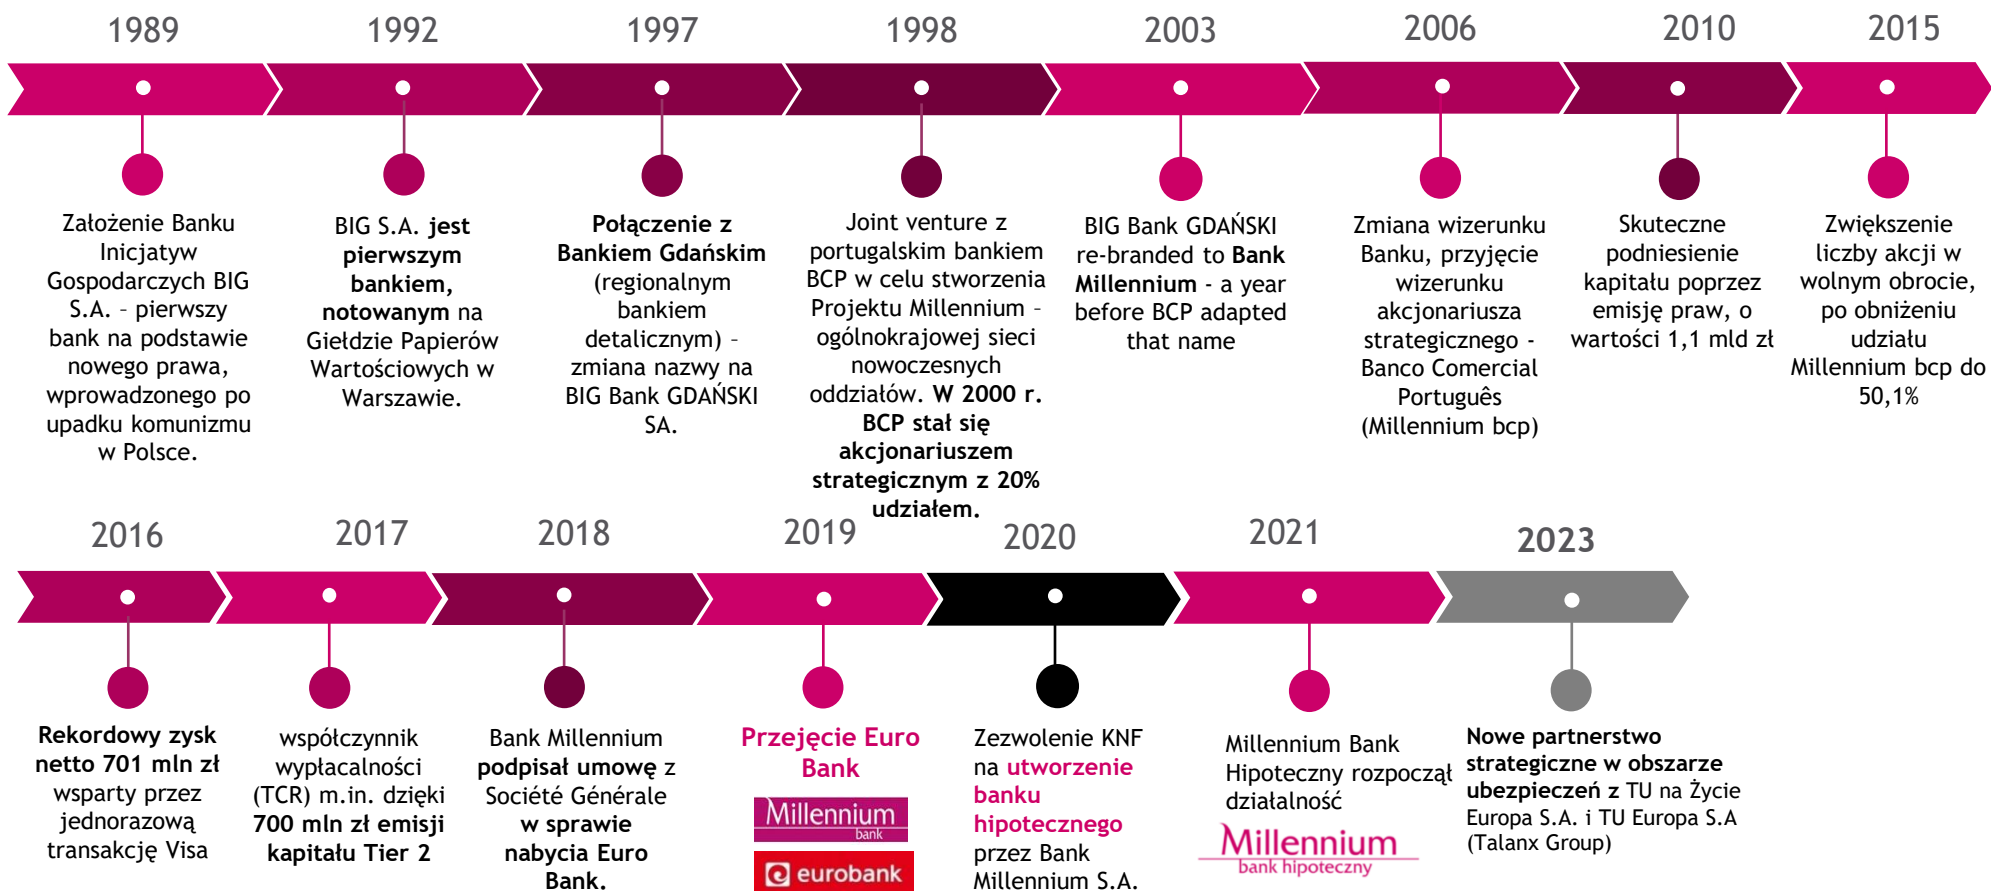 1989
Założenie Banku
Inicjatyw
Gospodarczych BIG
S.A. – pierwszy
bank na podstawie
nowego prawa,
wprowadzonego po
upadku komunizmu
w Polsce.
1992
BIG S.A. jest
pierwszym
bankiem,
notowanym na
Giełdzie Papierów
Wartościowych w
Warszawie.
1997
Połączenie z
Bankiem Gdańskim
(regionalnym
bankiem
detalicznym) –
zmiana nazwy na
BIG Bank GDAŃSKI
SA.
1998
Joint venture z
portugalskim bankiem
BCP w celu stworzenia
Projektu Millennium –
ogólnokrajowej sieci
nowoczesnych
oddziałów. W 2000 r.
BCP stał się
akcjonariuszem
strategicznym z 20%
udziałem.
2003
BIG Bank GDAŃSKI
re-branded to Bank
Millennium - a year
before BCP adapted
that name
2006
Zmiana wizerunku
Banku, przyjęcie
wizerunku
akcjonariusza
strategicznego -
Banco Comercial
Português
(Millennium bcp)
2010
Skuteczne
podniesienie
kapitału poprzez
emisję praw, o
wartości 1,1 mld zł
2015
Zwiększenie
liczby akcji w
wolnym obrocie,
po obniżeniu
udziału
Millennium bcp do
50,1%
2016
Rekordowy zysk
netto 701 mln zł
wsparty przez
jednorazową
transakcję Visa
2017
współczynnik
wypłacalności
(TCR) m.in. dzięki
700 mln zł emisji
kapitału Tier 2
2018
Bank Millennium
podpisał umowę z
Société Générale
w sprawie
nabycia Euro
Bank.
2019
Przejęcie Euro
Bank
Millennium
bank
eurobank
2020
Zezwolenie KNF
na utworzenie
banku
hipotecznego
przez Bank
Millennium S.A.
2021
Millennium Bank
Hipoteczny rozpoczął
działalność
Millennium
bank hipoteczny
2023
Nowe partnerstwo
strategiczne w obszarze
ubezpieczeń z TU na Życie
Europa S.A. i TU Europa S.A
(Talanx Group)